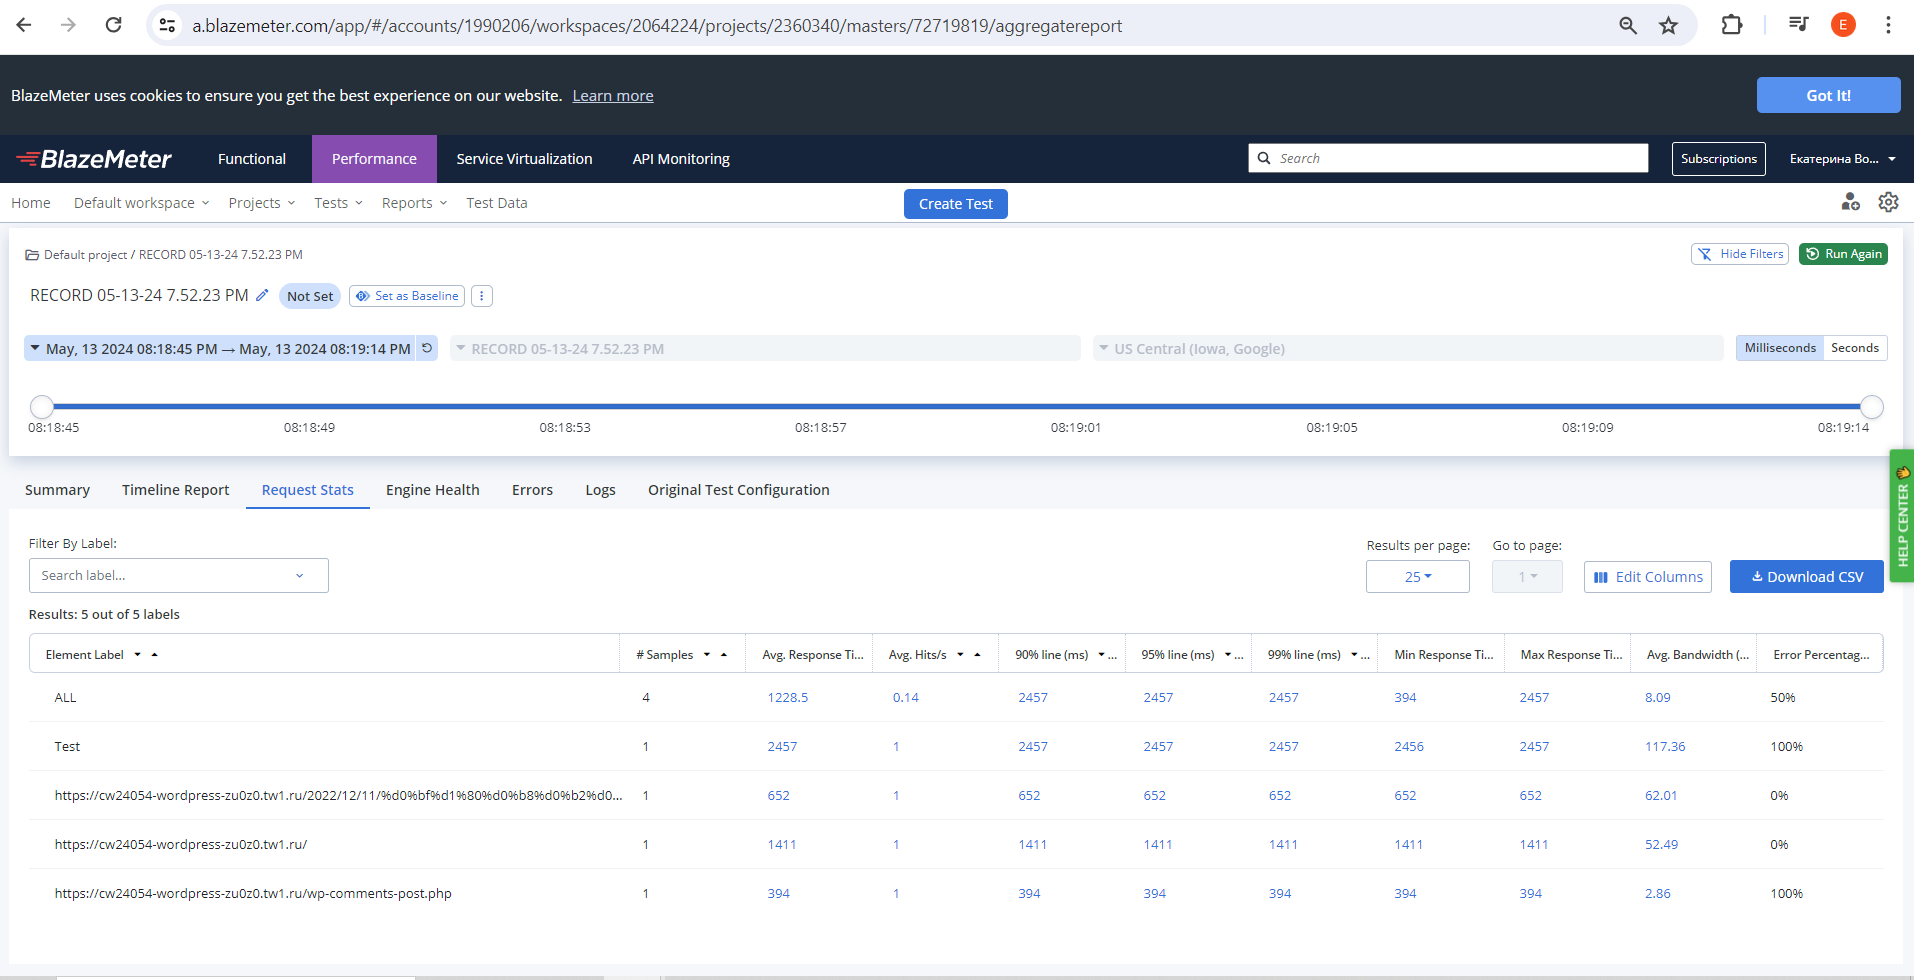 a.blazemeter.com/app/#/accounts/1990206/workspaces/2064224/projects/2360340/masters/72719819/aggregatereport
E
BlazeMeter uses cookies to ensure you get the best experience on our website. Learn more
Got It!
BlazeMeter Functional Performance Service Virtualization API Monitoring Search Subscriptions Екатерина Во...
Home Default workspace Projects Tests Reports Test Data Create Test
Default project / RECORD 05-13-24 7.52.23 PM Hide Filters Run Again
RECORD 05-13-24 7.52.23 PM Not Set Set as Baseline
May, 13 2024 08:18:45 PM → May, 13 2024 08:19:14 PM RECORD 05-13-24 7.52.23 PM US Central (Iowa, Google) Milliseconds Seconds
08:18:45 08:18:49 08:18:53 08:18:57 08:19:01 08:19:05 08:19:09 08:19:14
HELP CENTER
Summary Timeline Report Request Stats Engine Health Errors Logs Original Test Configuration
Filter By Label: Results per page: Go to page:
Search label... 25 1 Edit Columns Download CSV
Results: 5 out of 5 labels
Element Label # Samples Avg. Response Ti... Avg. Hits/s 90% line (ms) ... 95% line (ms) ... 99% line (ms) ... Min Response Ti... Max Response Ti... Avg. Bandwidth (... Error Percentag...
ALL 4 1228.5 0.14 2457 2457 2457 394 2457 8.09 50%
Test 1 2457 1 2457 2457 2457 2456 2457 117.36 100%
https://cw24054-wordpress-zu0z0.tw1.ru/2022/12/11/%d0%bf%d1%80%d0%b8%d0%b2%d0... 1 652 1 652 652 652 652 652 62.01 0%
https://cw24054-wordpress-zu0z0.tw1.ru/ 1 1411 1 1411 1411 1411 1411 1411 52.49 0%
https://cw24054-wordpress-zu0z0.tw1.ru/wp-comments-post.php 1 394 1 394 394 394 394 394 2.86 100%